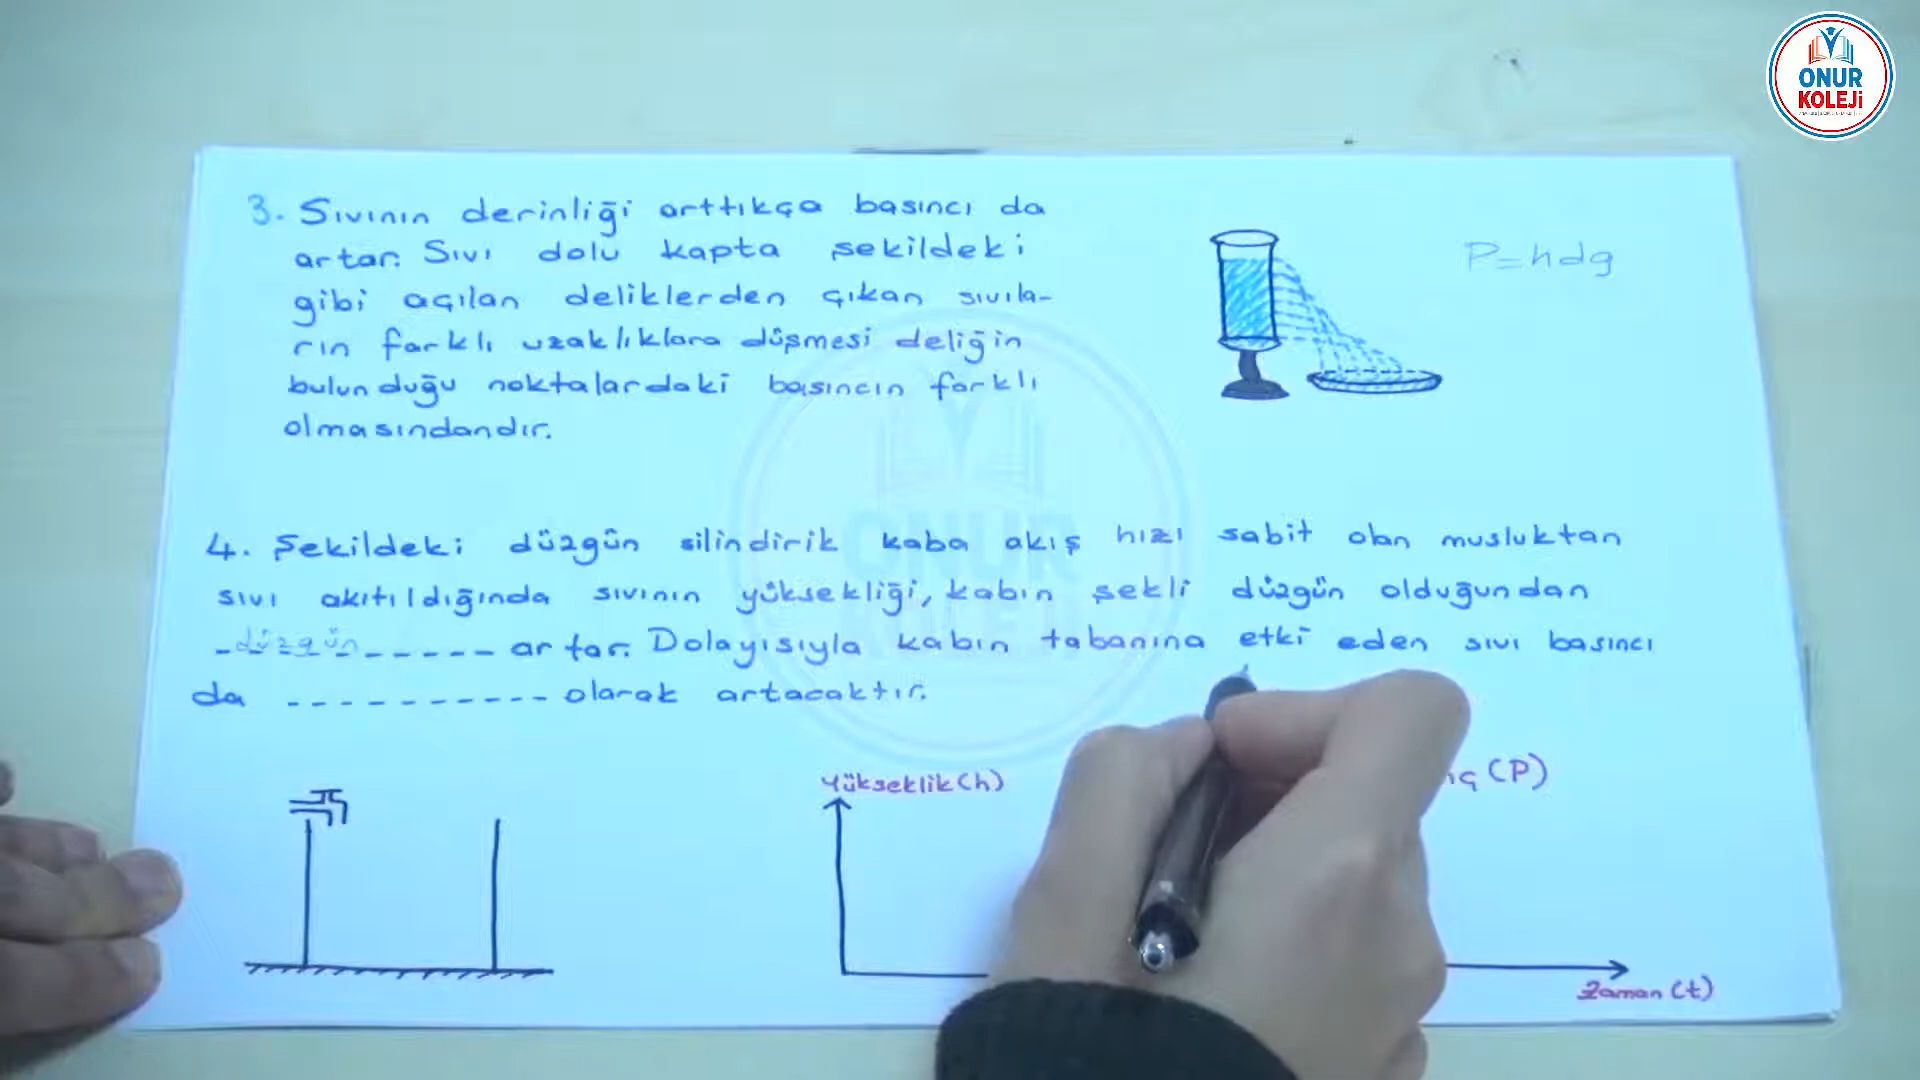 ONUR
KOLEJİ
3. Sıvının derinliği arttıkça basıncı da
artar. Sıvı dolu kapta şekildeki
gibi açılan deliklerden çıkan sıvıla-
rın farklı uzaklıklara düşmesi deliğin
bulunduğu noktalardaki basıncın farklı
olmasındandır.
P=hdg
4. Şekildeki düzgün silindirik kaba akış hızı sabit olan musluktan
sıvı akıtıldığında sıvının yüksekliği, kabın şekli düzgün olduğundan
düzgün artar. Dolayısıyla kabın tabanına etki eden sıvı basıncı
da ----------- olarak artacaktır.
Yükseklik(h)
(P)
Zaman (t)